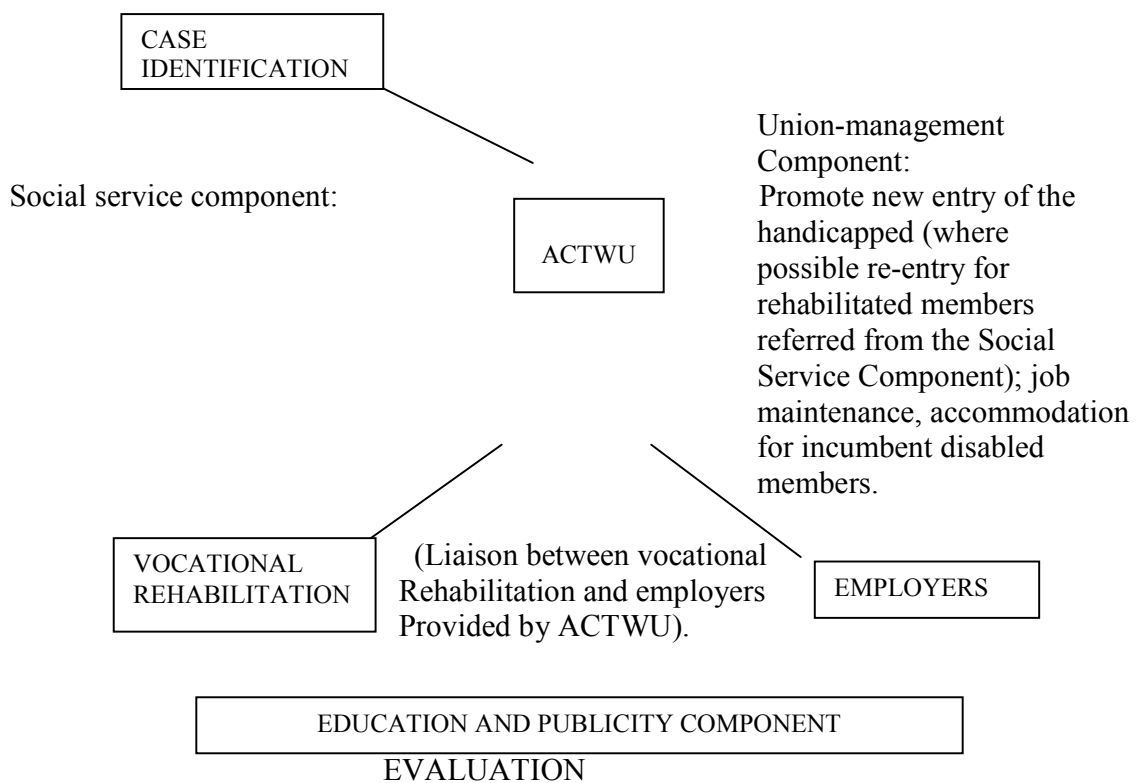 CASE
IDENTIFICATION
Social service component:
ACTWU
Union-management
Component:
Promote new entry of the
handicapped (where
possible re-entry for
rehabilitated members
referred from the Social
Service Component); job
maintenance, accommodation
for incumbent disabled
members.
VOCATIONAL
REHABILITATION
(Liaison between vocational
Rehabilitation and employers
Provided by ACTWU).
EMPLOYERS
EDUCATION AND PUBLICITY COMPONENT
EVALUATION